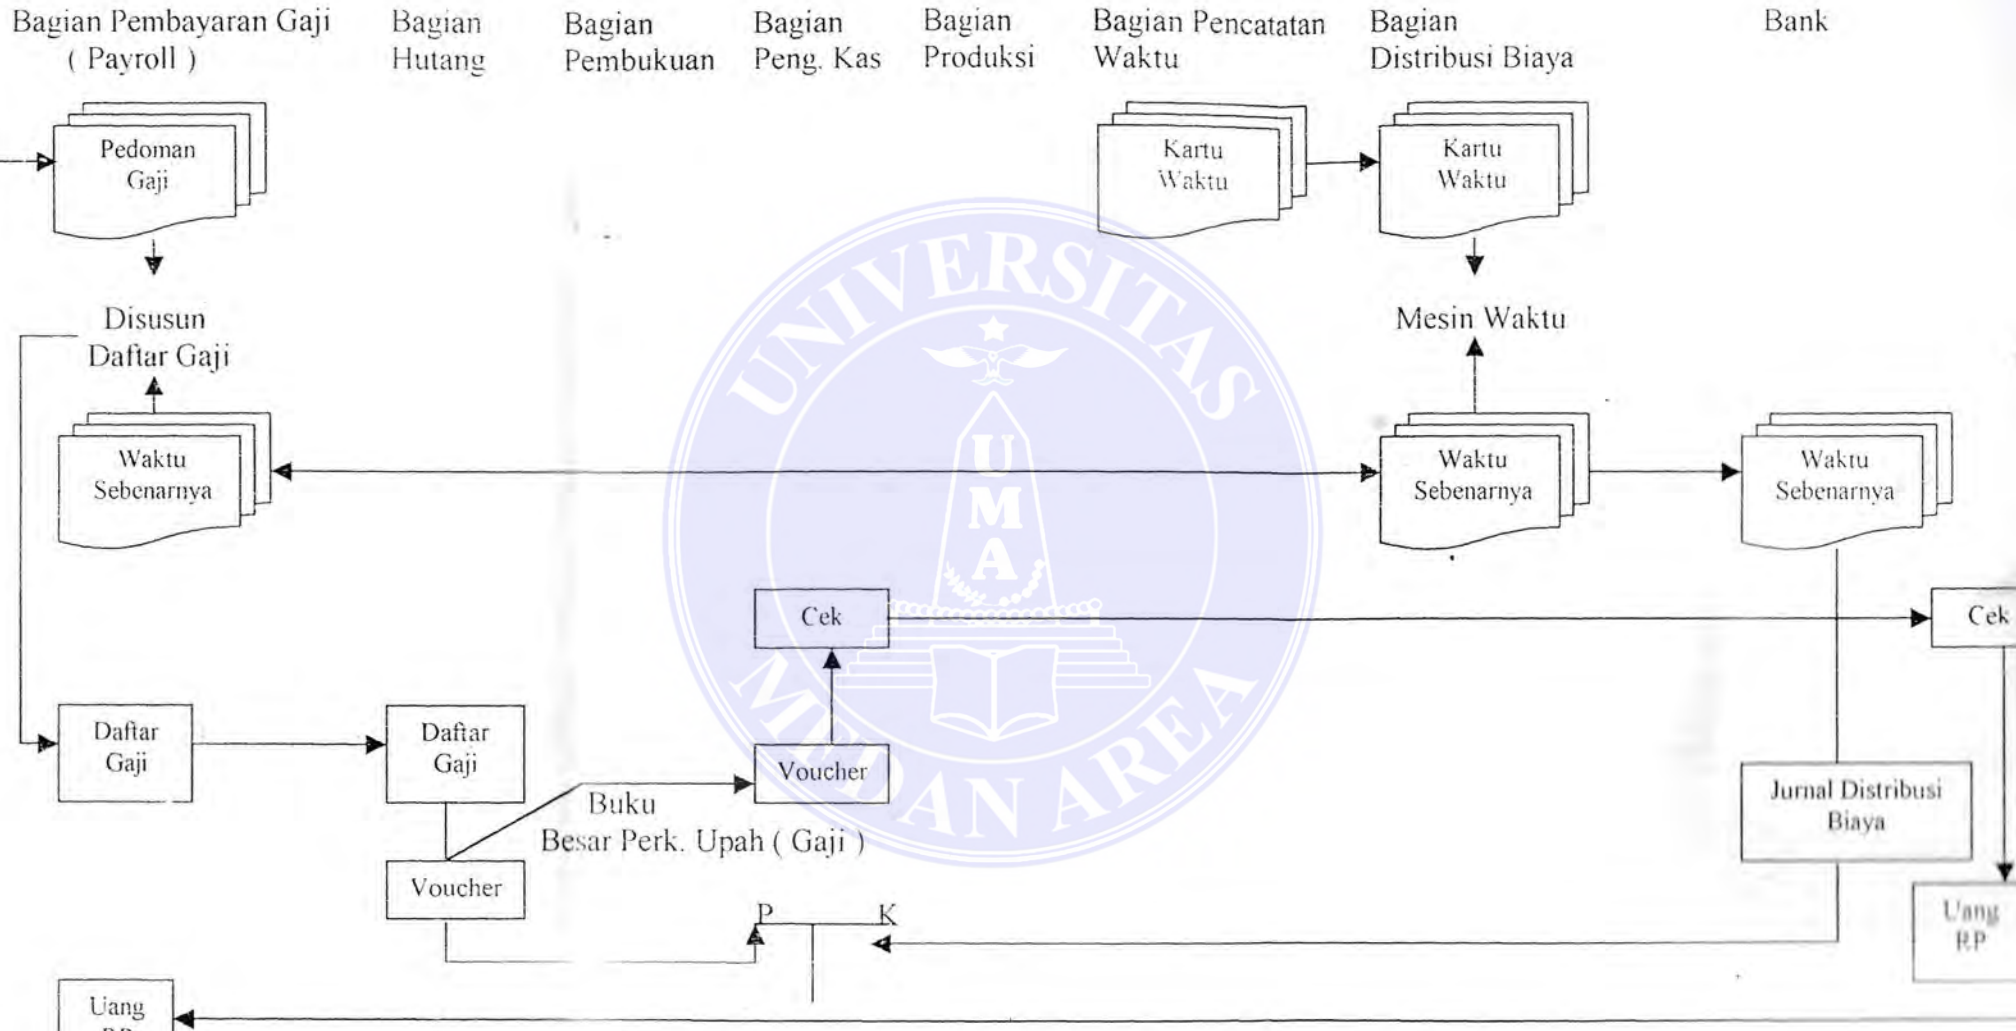 Bagian Pembayaran Gaji
( Payroll )
Bagian
Hutang
Bagian
Pembukuan
Bagian
Peng. Kas
Bagian
Produksi
Bagian Pencatatan
Waktu
Bagian
Distribusi Biaya
Bank
Pedoman
Gaji
Kartu
Waktu
Kartu
Waktu
Disusun
Daftar Gaji
Mesin Waktu
Waktu
Sebenarnya
Waktu
Sebenarnya
Waktu
Sebenarnya
Cek
Cek
Daftar
Gaji
Daftar
Gaji
Voucher
Buku
Besar Perk. Upah ( Gaji )
Jurnal Distribusi
Biaya
Voucher
P
K
Uang
RP
Uang
UNIVERSITAS
MEDAN AREA
U
M
A